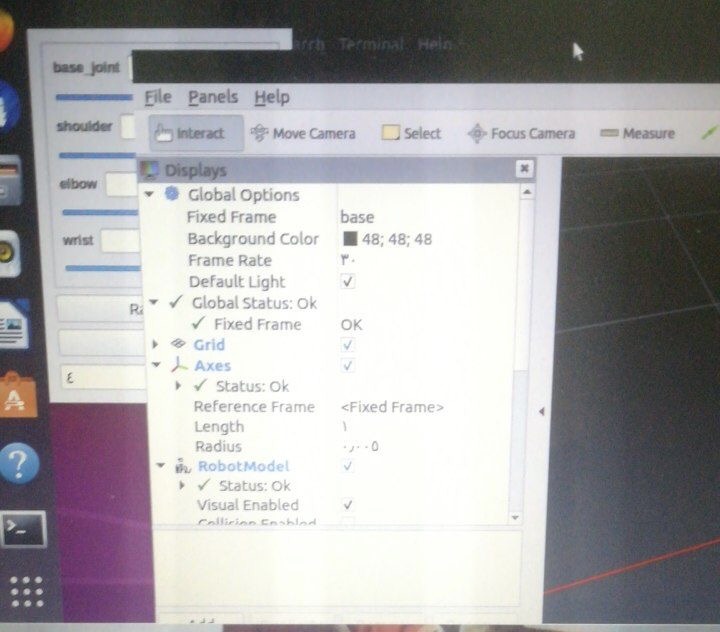 Terminal Help
base_joint
shoulder
elbow
wrist
٤
File Panels Help
Interact Move Camera Select Focus Camera Measure
Displays
Global Options
Fixed Frame base
Background Color 48; 48; 48
Frame Rate ٣٠
Default Light ✓
✓ Global Status: Ok
✓ Fixed Frame OK
Grid ✓
Axes ✓
✓ Status: Ok
Reference Frame <Fixed Frame>
Length ١
Radius ٠٫٠٠٥
RobotModel ✓
✓ Status: Ok
Visual Enabled ✓
Collision Enabled
Add